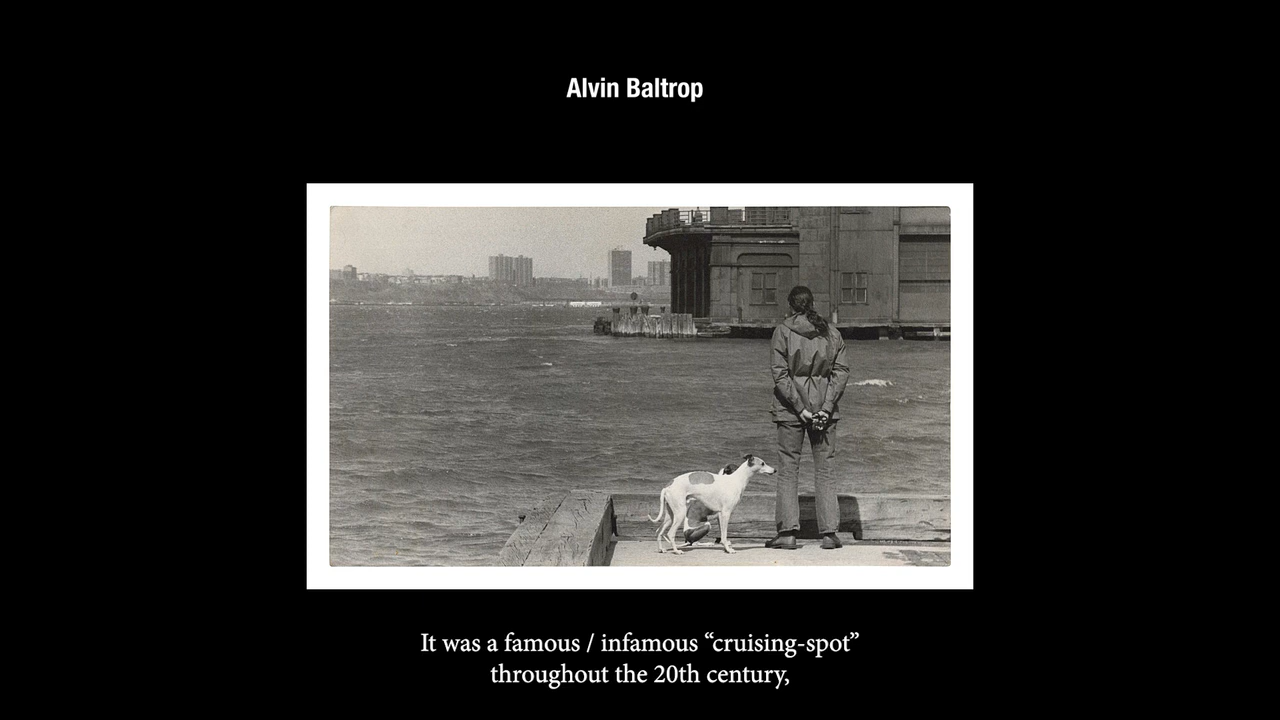 Alvin Baltrop
It was a famous / infamous “cruising-spot”
throughout the 20th century,